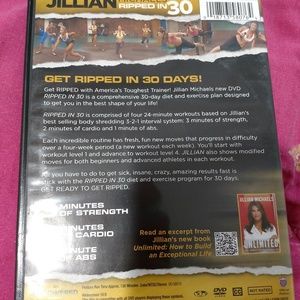 JILLIAN MICHAELS
RIPPED IN 30
GET RIPPED IN 30 DAYS!
Get RIPPED with America's Toughest Trainer! Jillian Michaels new DVD
RIPPED IN 30 is a comprehensive 30-day diet and exercise plan designed
to get you in the best shape of your life!
RIPPED IN 30 is comprised of four 24-minute workouts based on Jillian's
best selling body shredding 3-2-1 interval system: 3 minutes of strength,
2 minutes of cardio and 1 minute of abs.
Each incredible routine has fresh, fun new moves that progress in difficulty
over a four-week period (a new workout each week). You'll start with
workout level 1 and advance to workout level 4. JILLIAN also shows modified
moves for both beginners and advanced athletes in each workout.
All you have to do to get sick, insane, crazy, amazing results fast is
stick with the RIPPED IN 30 diet and exercise program for 30 days.
GET READY TO GET RIPPED.
MINUTES
OF STRENGTH
MINUTES
CARDIO
MINUTE
OF ABS
Read an excerpt from
Jillian's new book
Unlimited: How to Build
an Exceptional Life!
JILLIAN MICHAELS
UNLIMITED
DVD
NOT RATED